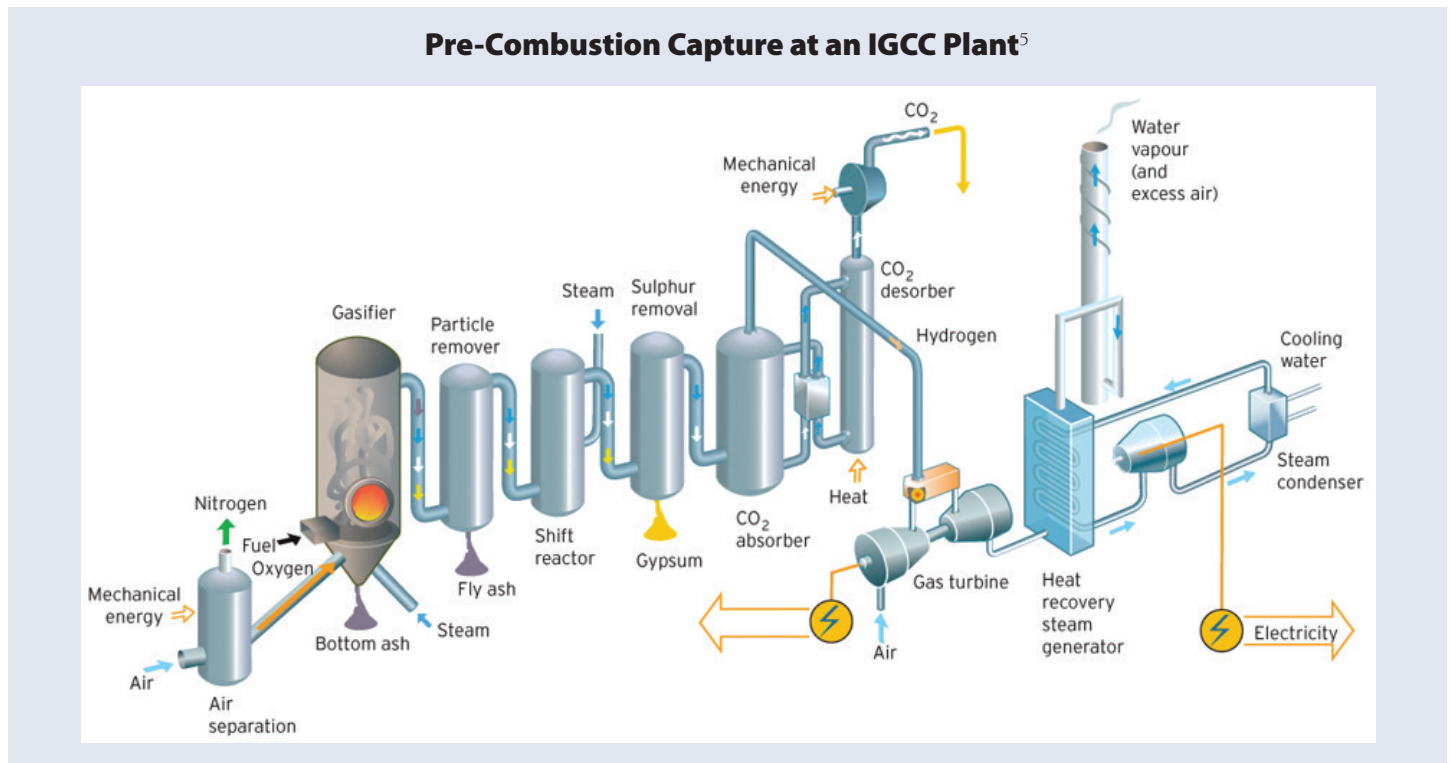 Pre-Combustion Capture at an IGCC Plant5
CO2
Mechanical
energy
Water
vapour
(and
excess air)
CO2
desorber
Steam
Sulphur
removal
Gasifier
Particle
remover
Hydrogen
Cooling
water
Nitrogen
Fuel
Oxygen
Mechanical
energy
Air
Air
separation
Bottom ash
Steam
Fly ash
Shift
reactor
Gypsum
CO2
absorber
Heat
Gas turbine
Air
Heat
recovery
steam
generator
Steam
condenser
Electricity